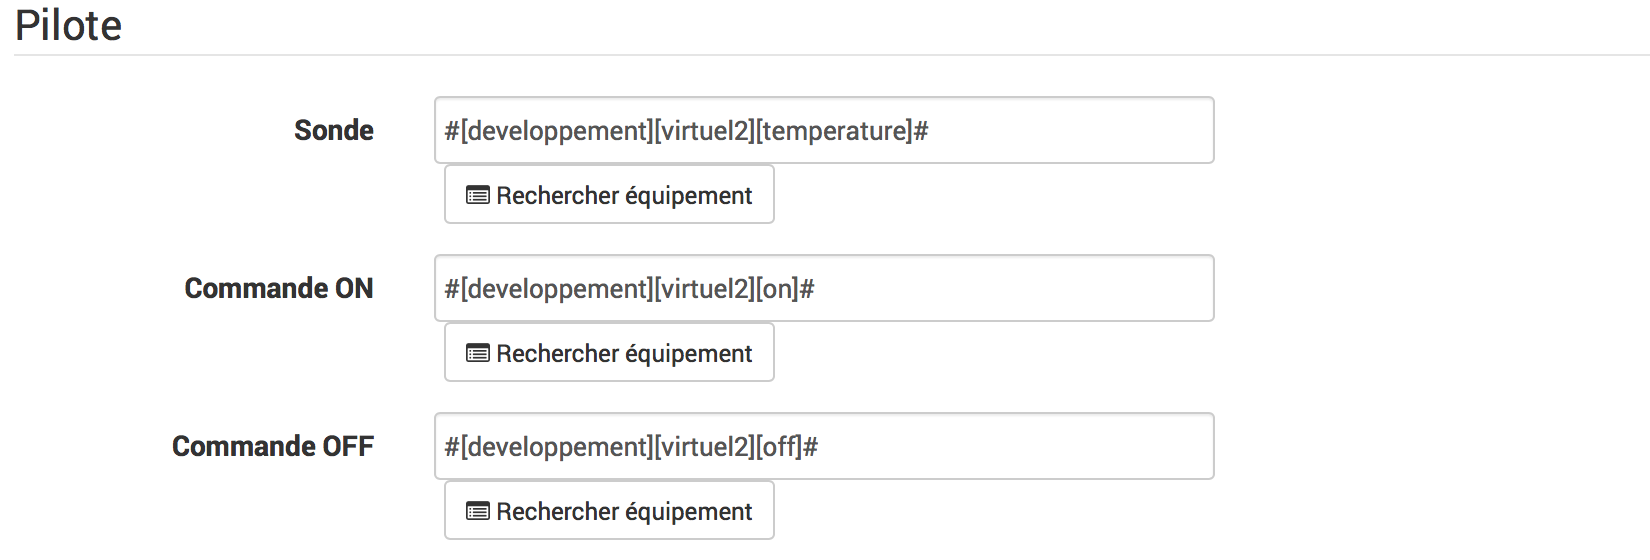 Pilote
Sonde
#[developpement][virtuel2][temperature]#
Rechercher équipement
Commande ON
#[developpement][virtuel2][on]#
Rechercher équipement
Commande OFF
#[developpement][virtuel2][off]#
Rechercher équipement